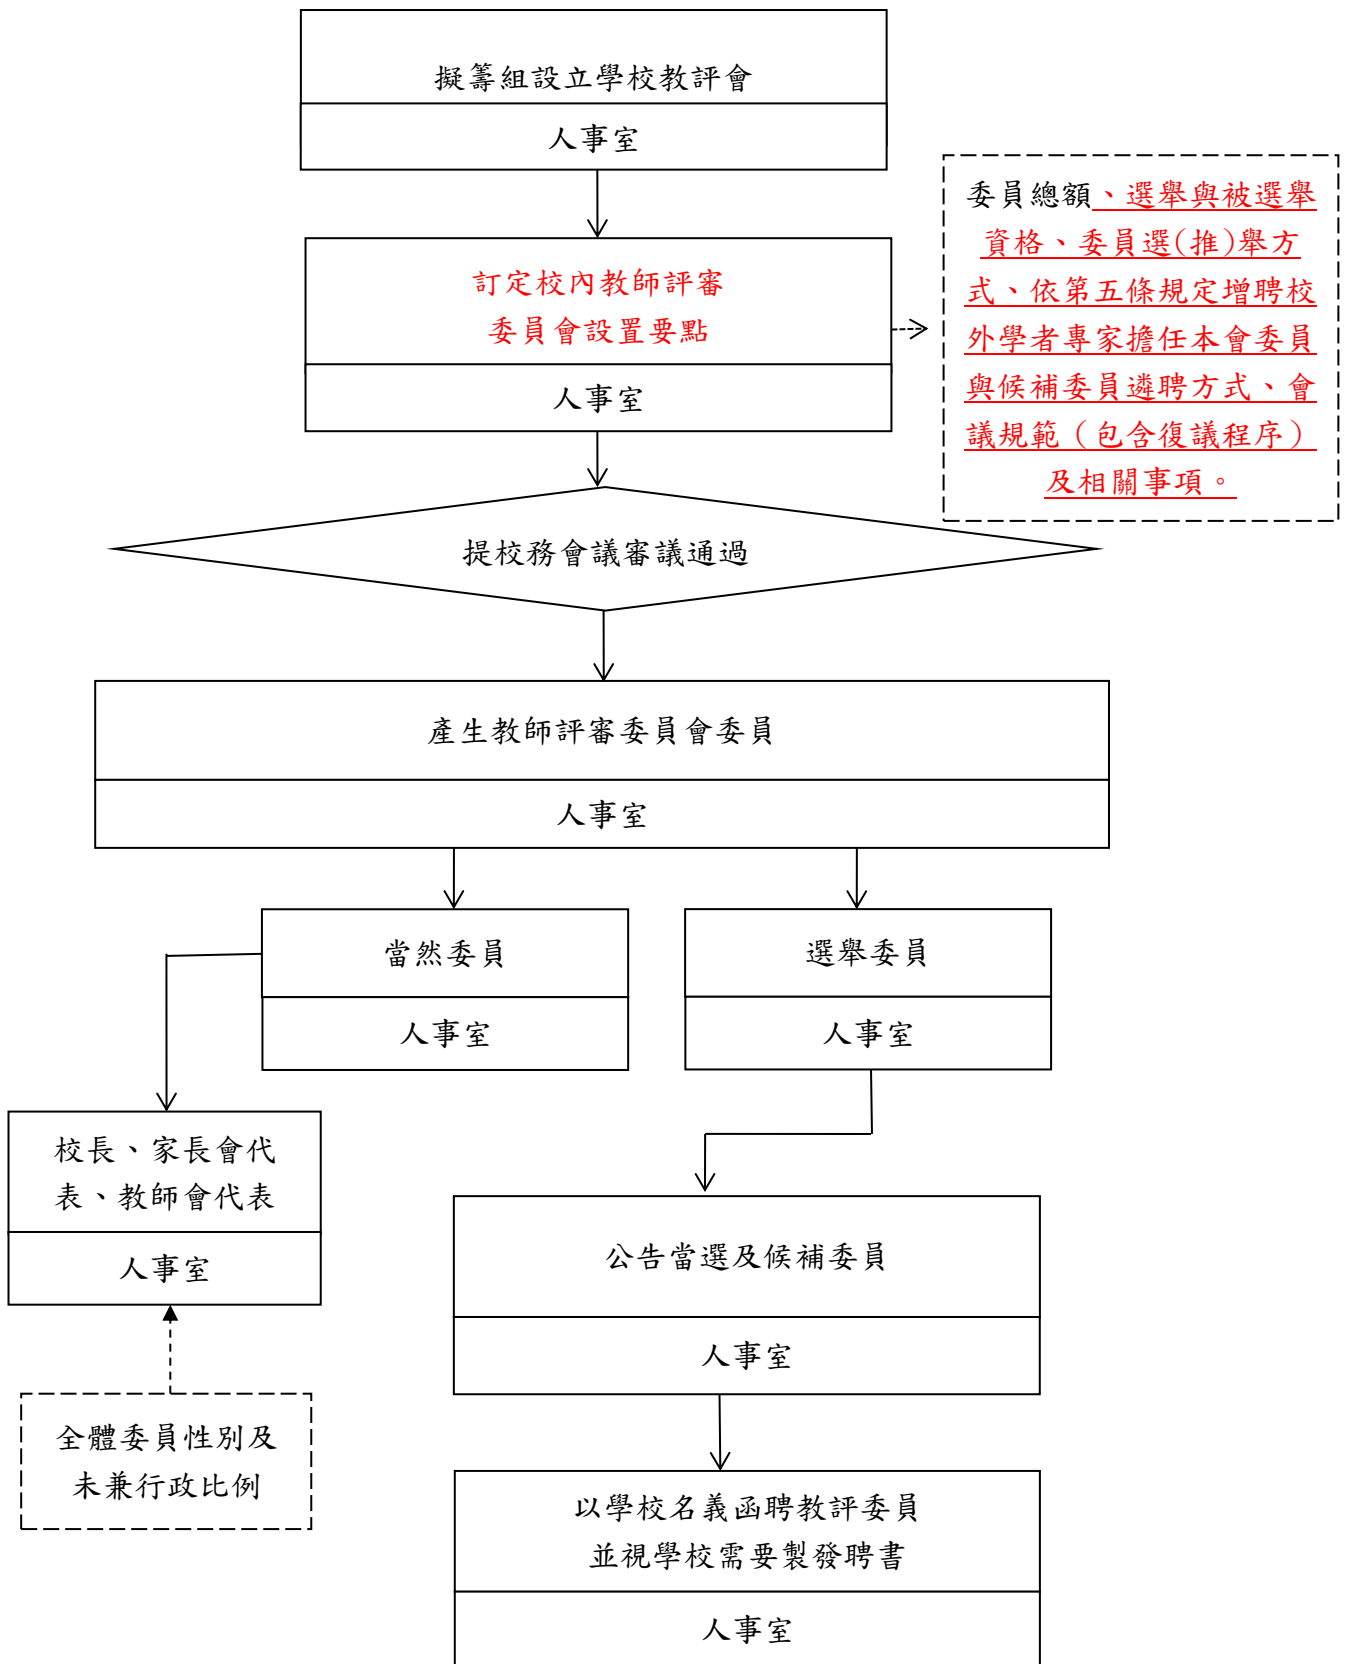 擬籌組設立學校教評會
人事室
訂定校內教師評審
委員會設置要點
人事室
委員總額、選舉與被選舉
資格、委員選(推)舉方
式、依第五條規定增聘校
外學者專家擔任本會委員
與候補委員遴聘方式、會
議規範（包含復議程序）
及相關事項。
提校務會議審議通過
產生教師評審委員會委員
人事室
當然委員
人事室
選舉委員
人事室
校長、家長會代
表、教師會代表
人事室
公告當選及候補委員
人事室
全體委員性別及
未兼行政比例
以學校名義函聘教評委員
並視學校需要製發聘書
人事室